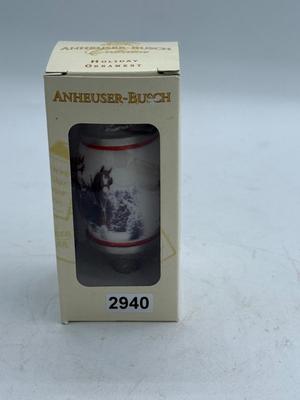 ANHEUSER-BUSCH
Collection
HOLIDAY
ORNAMENT
ANHEUSER-BUSCH
2940